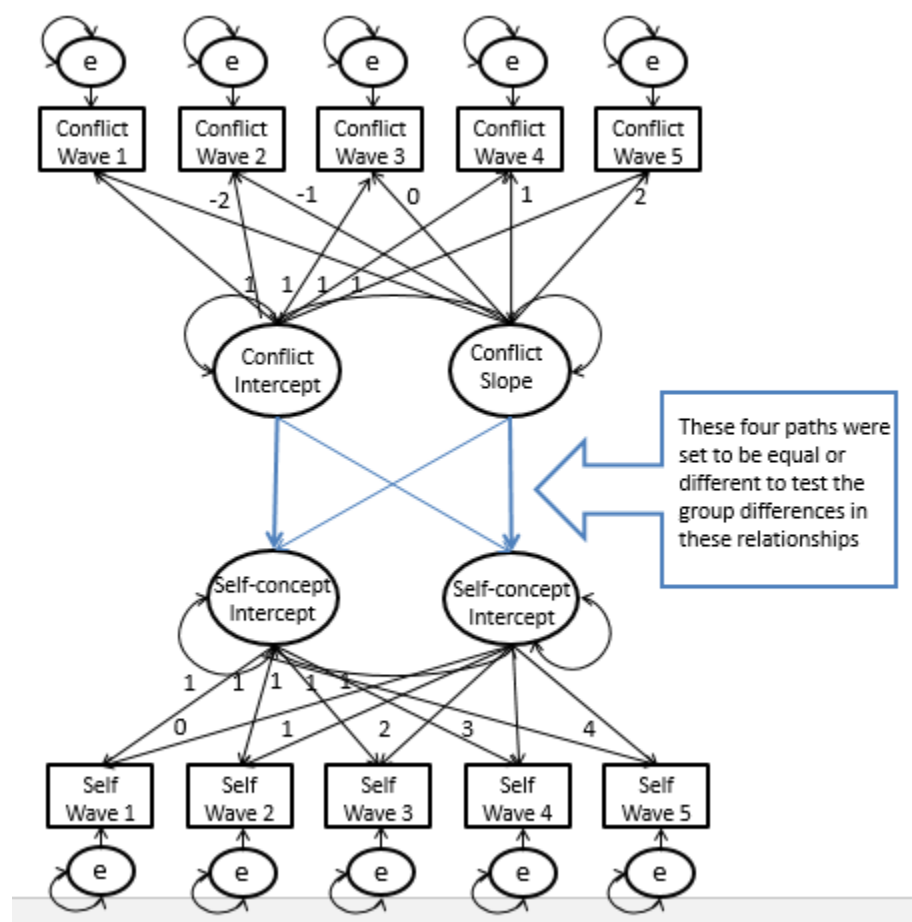 e e e e e
Conflict Conflict Conflict Conflict Conflict
Wave 1 Wave 2 Wave 3 Wave 4 Wave 5
-2 -1 0 1 2
1 1 1 1
Conflict
Intercept
Conflict
Slope
These four paths were
set to be equal or
different to test the
group differences in
these relationships
Self-concept
Intercept
Self-concept
Intercept
1 1 1 1 1
0 1 2 3 4
Self Self Self Self Self
Wave 1 Wave 2 Wave 3 Wave 4 Wave 5
e e e e e